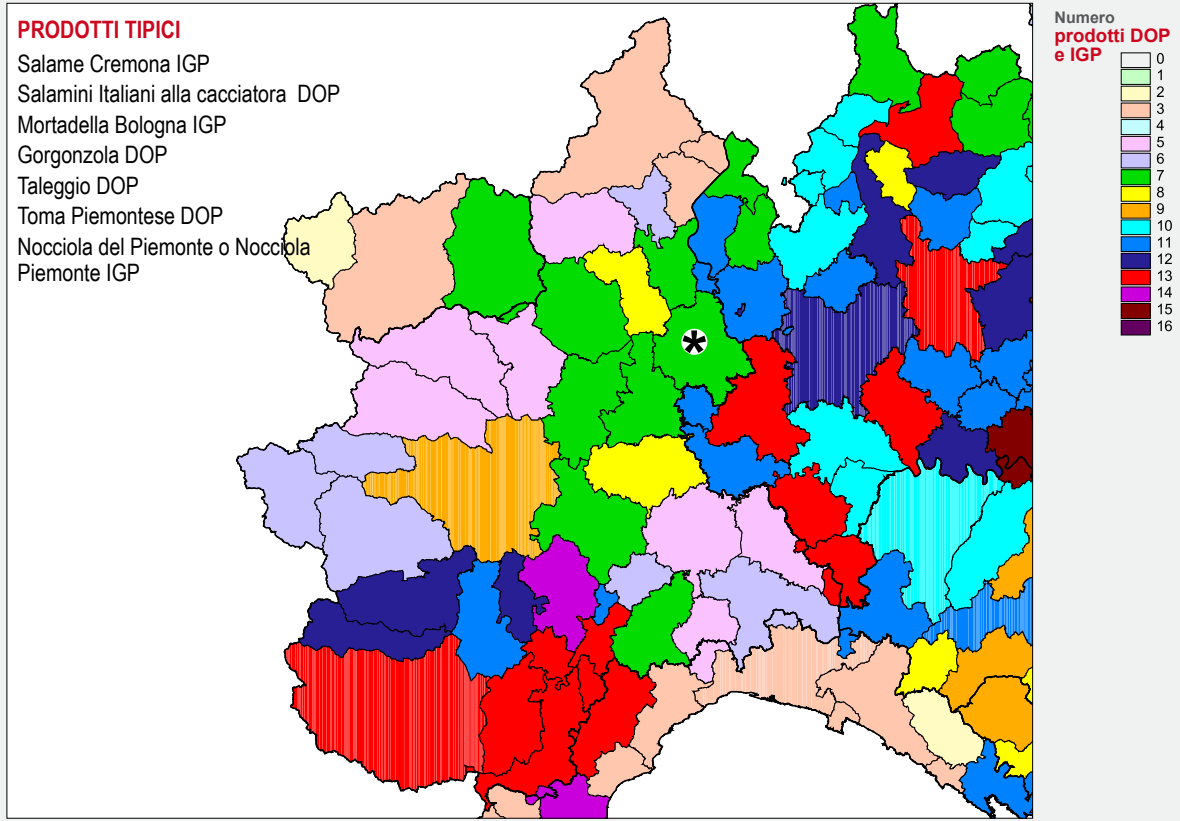 PRODOTTI TIPICI
Salame Cremona IGP
Salamini Italiani alla cacciatora  DOP
Mortadella Bologna IGP
Gorgonzola DOP
Taleggio DOP
Toma Piemontese DOP
Nocciola del Piemonte o Nocciola
Piemonte IGP
*
Numero
prodotti DOP
e IGP
0
1
2
3
4
5
6
7
8
9
10
11
12
13
14
15
16